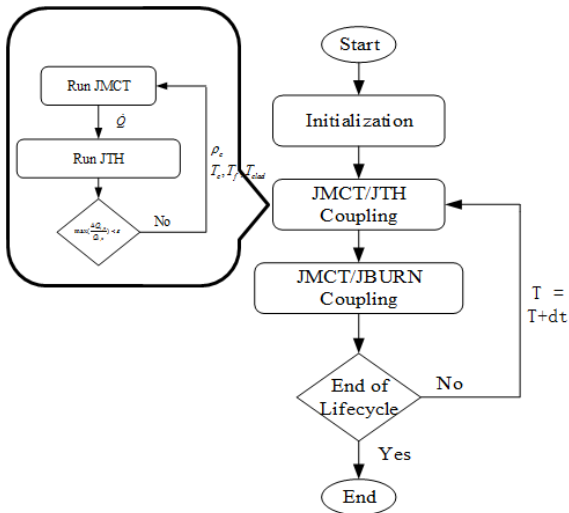 Start
Initialization
JMCT/JTH
Coupling
JMCT/JBURN
Coupling
End of
Lifecycle
No
T =
T+dt
Yes
End
Run JMCT
Q̇
Run JTH
No
ρc
Tc, Tf, Tclad